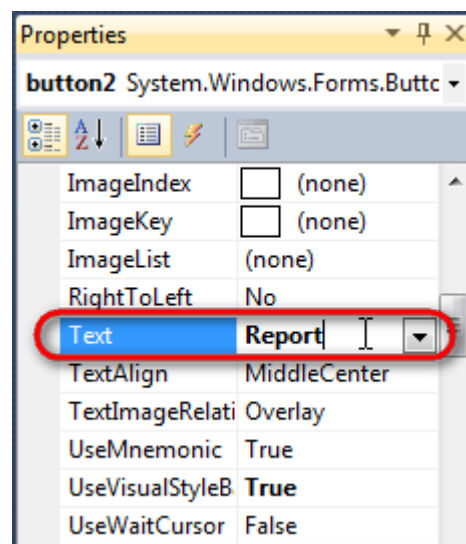 Properties
button2 System.Windows.Forms.Buttc
A Z
ImageIndex (none)
ImageKey (none)
ImageList (none)
RightToLeft No
Text Report
TextAlign MiddleCenter
TextImageRelati Overlay
UseMnemonic True
UseVisualStyleB True
UseWaitCursor False